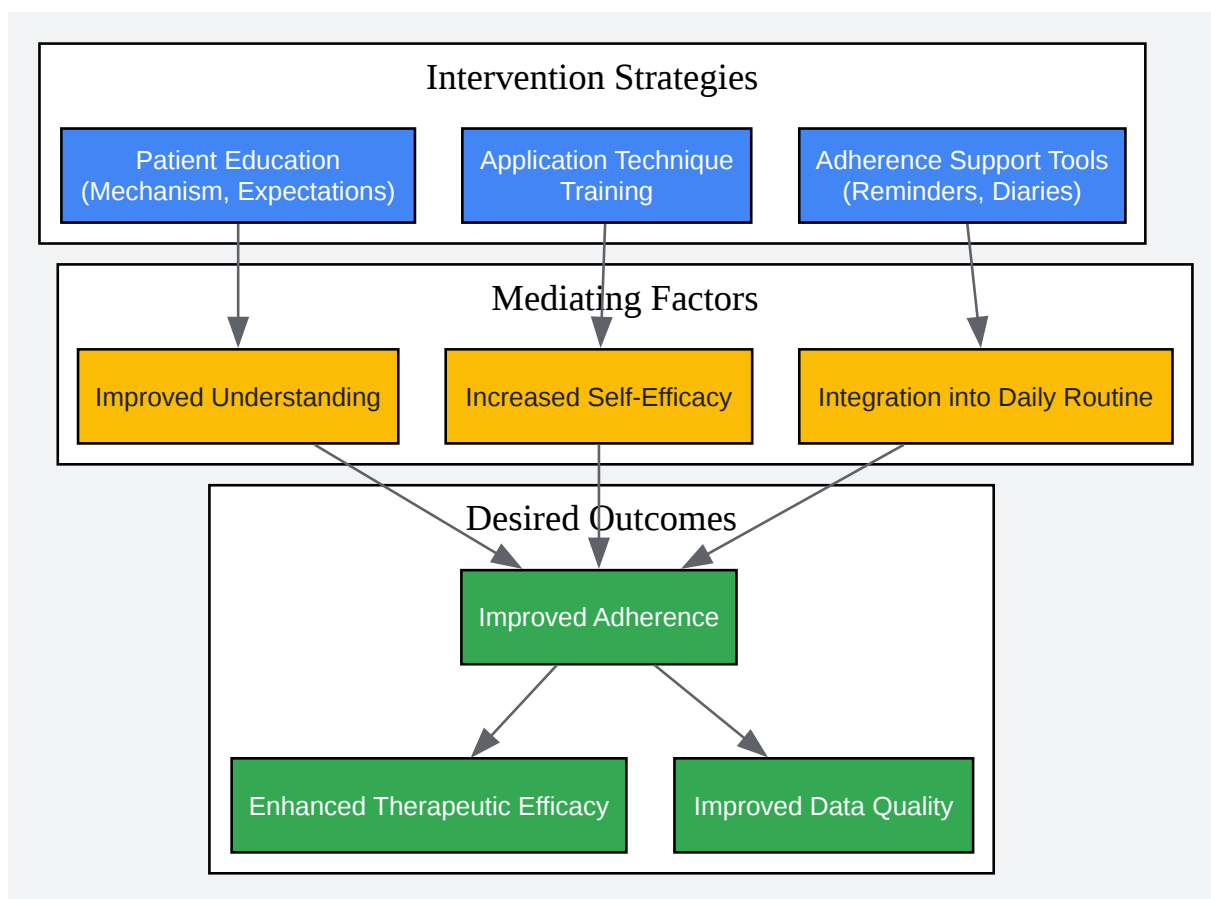 Intervention Strategies
Patient Education
(Mechanism, Expectations)
Application Technique
Training
Adherence Support Tools
(Reminders, Diaries)
Mediating Factors
Improved Understanding
Increased Self-Efficacy
Integration into Daily Routine
Desired Outcomes
Improved Adherence
Enhanced Therapeutic Efficacy
Improved Data Quality